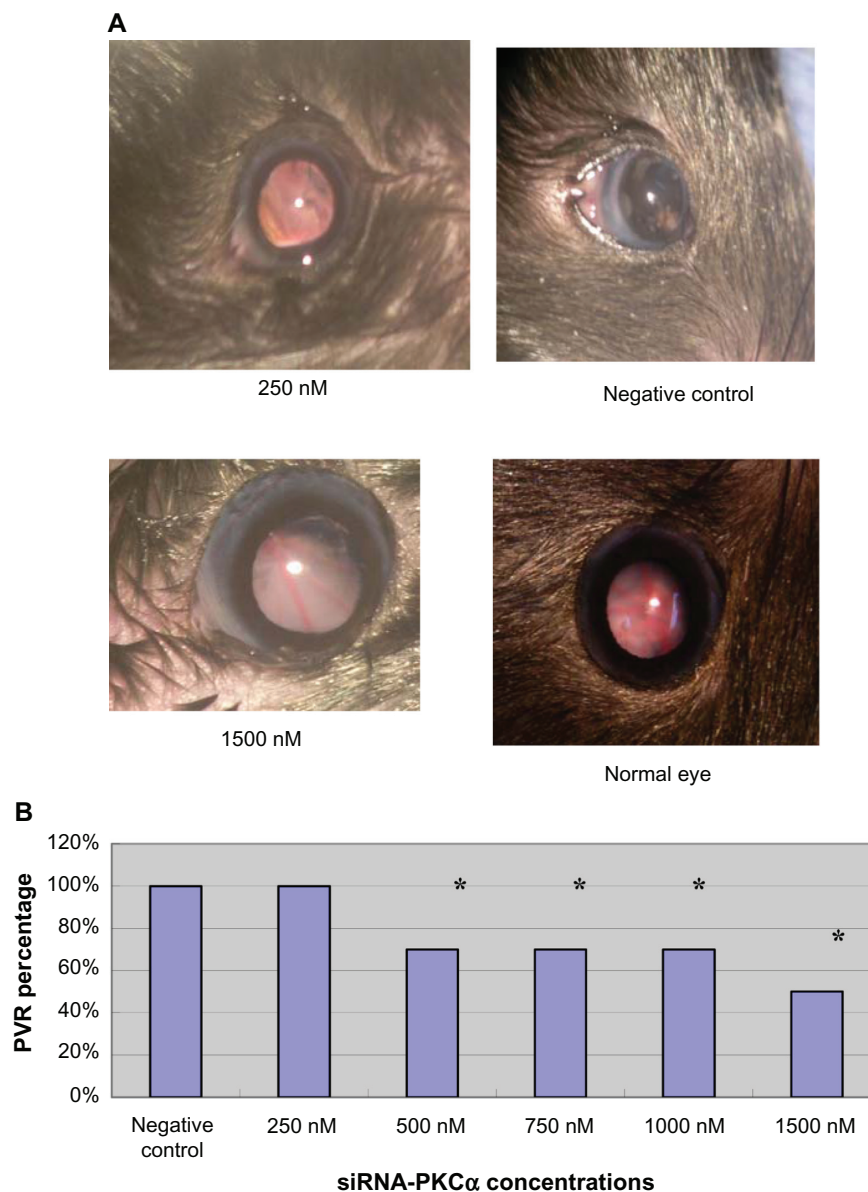 A
250 nM
Negative control
1500 nM
Normal eye
B
120%
100%
80%
60%
40%
20%
0%
PVR percentage
* * * *
Negative
control
250 nM
500 nM
750 nM
1000 nM
1500 nM
siRNA-PKCα concentrations